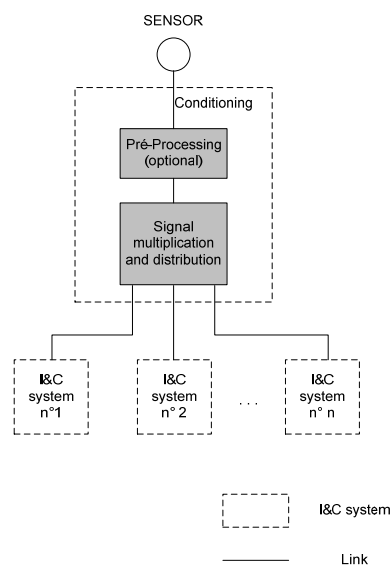 SENSOR
Conditioning
Pré-Processing
(optional)
Signal
multiplication
and distribution
I&C
system
n°1
I&C
system
n° 2
. . .
I&C
system
n° n
I&C system
Link